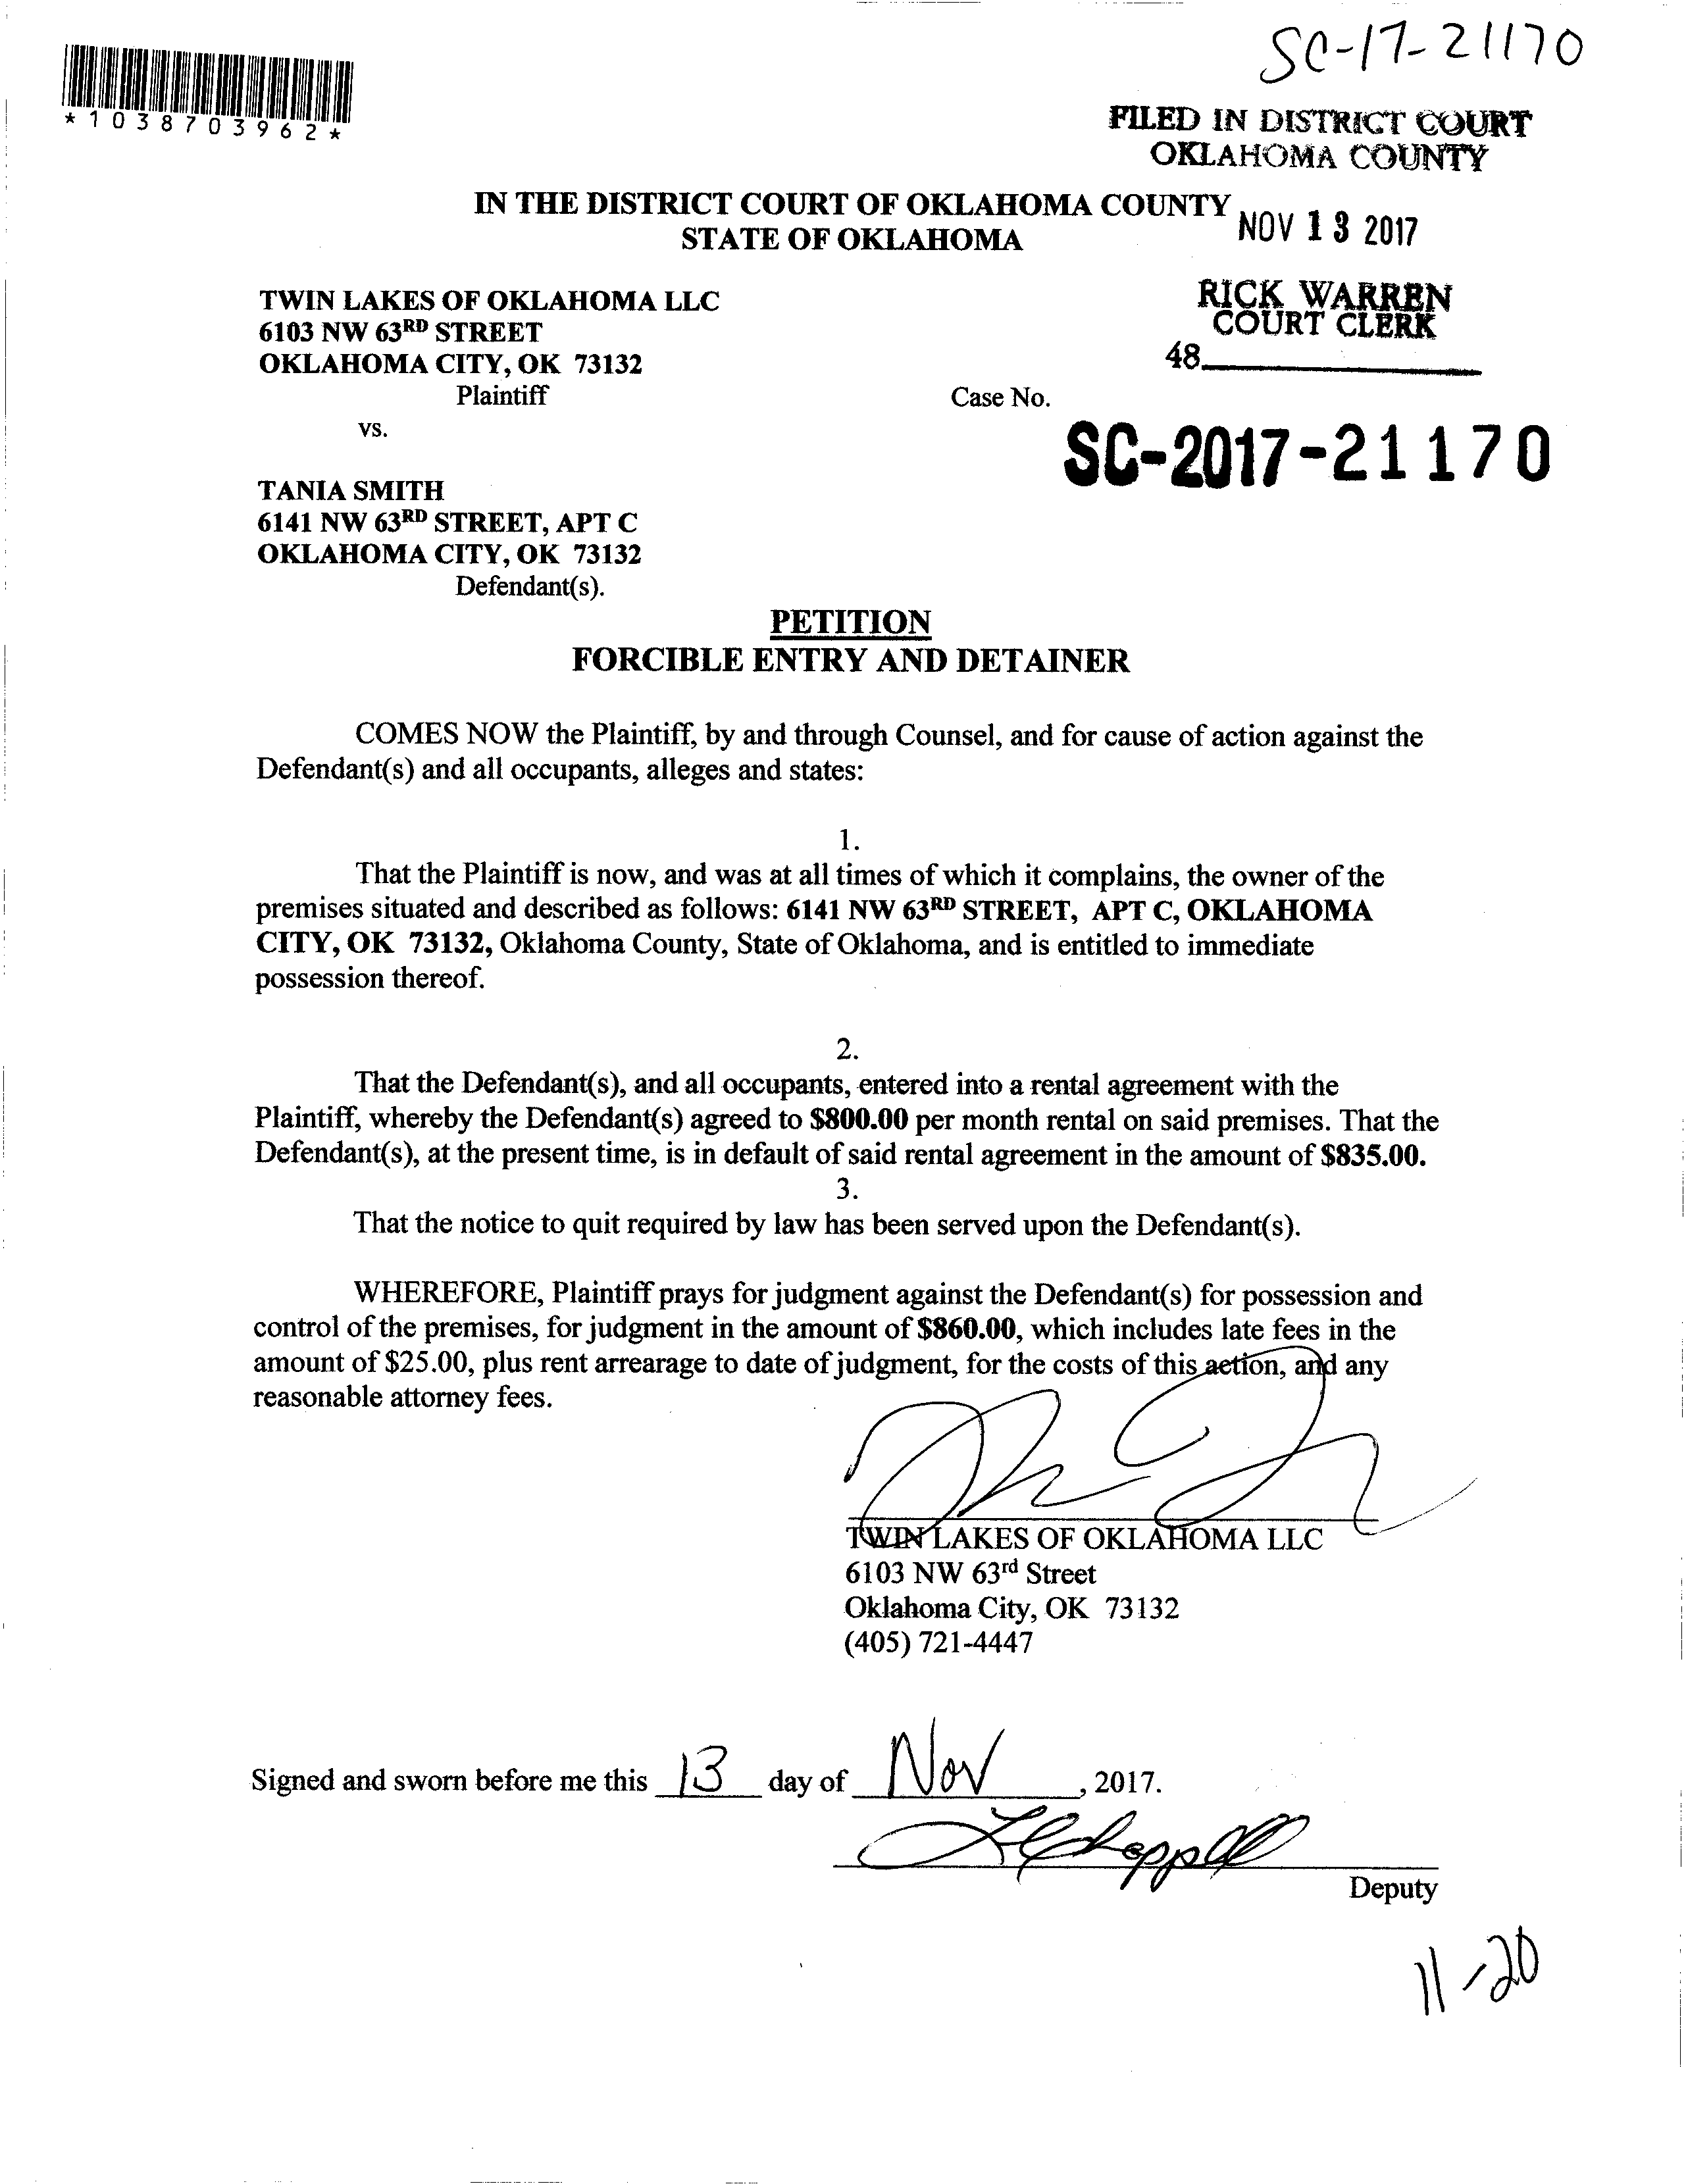 SC-17-21170
*1038703962*
FILED IN DISTRICT COURT
OKLAHOMA COUNTY
IN THE DISTRICT COURT OF OKLAHOMA COUNTY
STATE OF OKLAHOMA
NOV 13 2017
TWIN LAKES OF OKLAHOMA LLC
6103 NW 63RD STREET
OKLAHOMA CITY, OK 73132
Plaintiff
RICK WARREN
COURT CLERK
48
Case No.
vs.
SC-2017-21170
TANIA SMITH
6141 NW 63RD STREET, APT C
OKLAHOMA CITY, OK 73132
Defendant(s).
PETITION
FORCIBLE ENTRY AND DETAINER
COMES NOW the Plaintiff, by and through Counsel, and for cause of action against the
Defendant(s) and all occupants, alleges and states:
1.
That the Plaintiff is now, and was at all times of which it complains, the owner of the
premises situated and described as follows: 6141 NW 63RD STREET, APT C, OKLAHOMA
CITY, OK 73132, Oklahoma County, State of Oklahoma, and is entitled to immediate
possession thereof.
2.
That the Defendant(s), and all occupants, entered into a rental agreement with the
Plaintiff, whereby the Defendant(s) agreed to $800.00 per month rental on said premises. That the
Defendant(s), at the present time, is in default of said rental agreement in the amount of $835.00.
3.
That the notice to quit required by law has been served upon the Defendant(s).
WHEREFORE, Plaintiff prays for judgment against the Defendant(s) for possession and
control of the premises, for judgment in the amount of $860.00, which includes late fees in the
amount of $25.00, plus rent arrearage to date of judgment, for the costs of this action, and any
reasonable attorney fees.
TWIN LAKES OF OKLAHOMA LLC
6103 NW 63rd Street
Oklahoma City, OK 73132
(405) 721-4447
Signed and sworn before me this 13 day of Nov, 2017.
Deputy
11-20